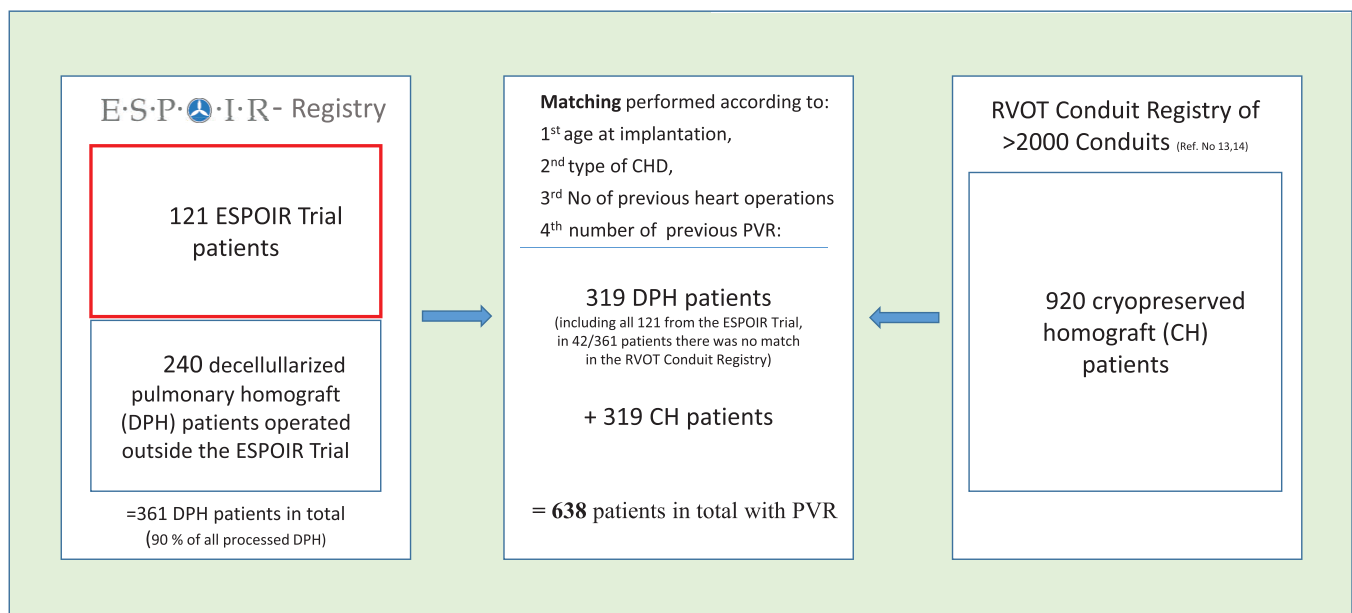 E·S·P·O·I·R- Registry
121 ESPOIR Trial
patients
240 decellullarized
pulmonary homograft
(DPH) patients operated
outside the ESPOIR Trial
=361 DPH patients in total
(90 % of all processed DPH)
Matching performed according to:
1st age at implantation,
2nd type of CHD,
3rd No of previous heart operations
4th number of previous PVR:
319 DPH patients
(including all 121 from the ESPOIR Trial,
in 42/361 patients there was no match
in the RVOT Conduit Registry)
+ 319 CH patients
= 638 patients in total with PVR
RVOT Conduit Registry of
>2000 Conduits (Ref. No 13,14)
920 cryopreserved
homograft (CH)
patients